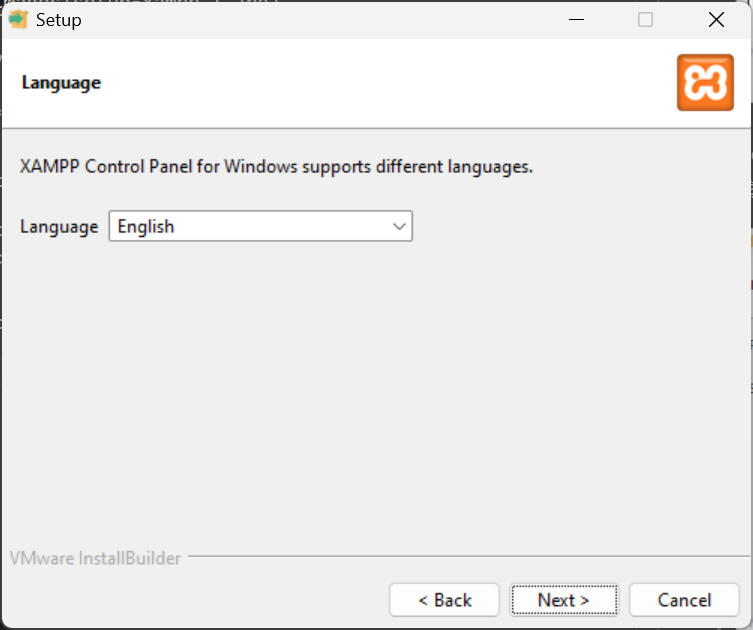 Setup
Language
XAMPP Control Panel for Windows supports different languages.
Language English
VMware InstallBuilder
< Back Next > Cancel